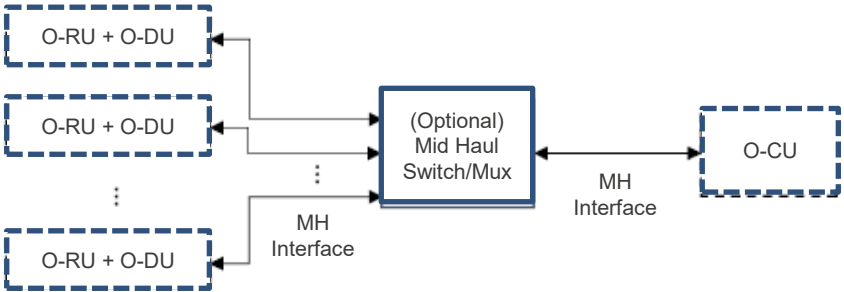 O-RU + O-DU
O-RU + O-DU
⋮
O-RU + O-DU
(Optional)
Mid Haul
Switch/Mux
⋮
MH
Interface
MH
Interface
O-CU